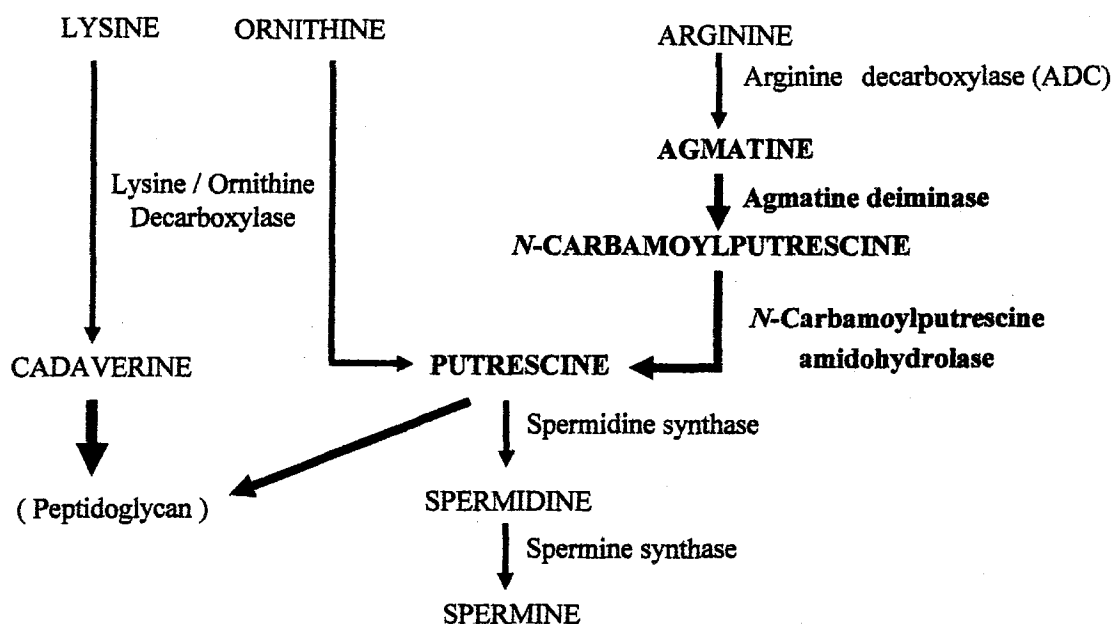 LYSINE ORNITHINE ARGININE
Arginine decarboxylase (ADC)
AGMATINE
Lysine / Ornithine
Decarboxylase
Agmatine deiminase
N-CARBAMOYLPUTRESCINE
N-Carbamoylputrescine
amidohydrolase
CADAVERINE PUTRESCINE
Spermidine synthase
( Peptidoglycan ) SPERMIDINE
Spermine synthase
SPERMINE